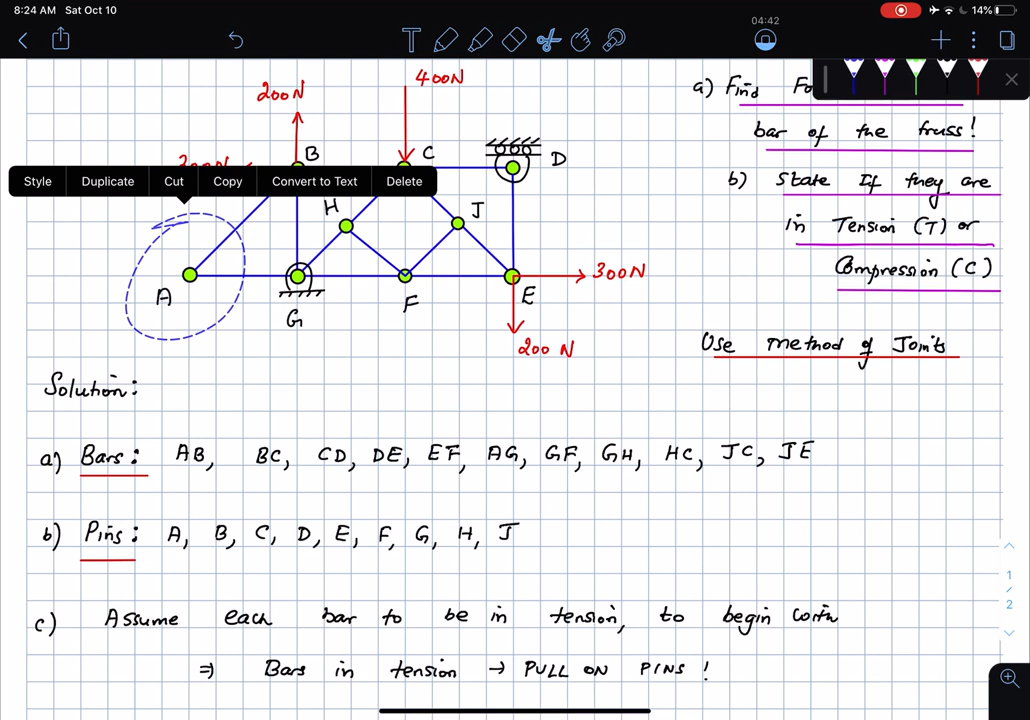 8:24 AM Sat Oct 10
14%
04:42
T
400N
200N
a) Find
bar of the truss!
B
C
D
Style Duplicate Cut Copy Convert to Text Delete
b) State If they are
H
J
in Tension (T) or
Compression (C)
300N
A
G
F
E
200 N
Use method of Joints
Solution:
a) Bars: AB, BC, CD, DE, EF, AG, GF, GH, HC, JC, JE
b) Pins: A, B, C, D, E, F, G, H, J
c) Assume each bar to be in tension, to begin with
⇒ Bars in tension → PULL ON PINS!
1
/
2